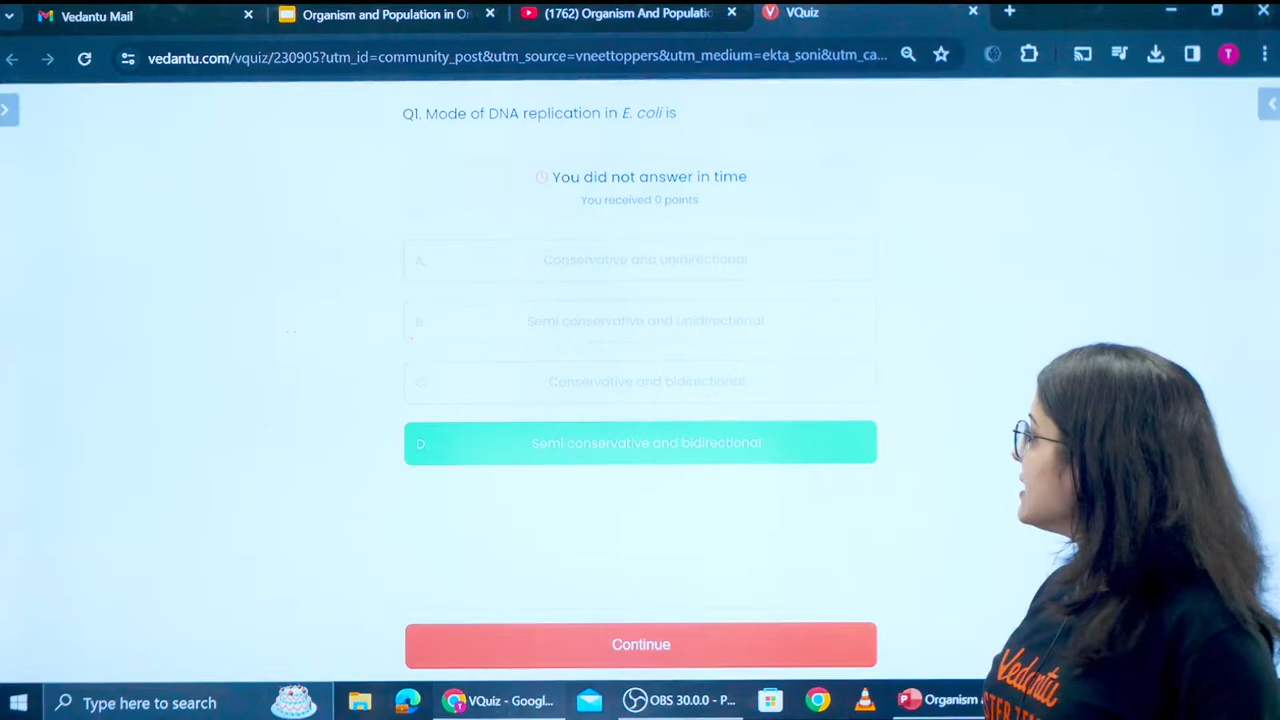 Vedantu Mail
Organism and Population in On
(1762) Organism And Populatio
VQuiz
vedantu.com/vquiz/230905?utm_id=community_post&utm_source=vneettoppers&utm_medium=ekta_soni&utm_ca...
T
Q1. Mode of DNA replication in E. coli is
You did not answer in time
You received 0 points
A. Conservative and unidirectional
B. Semi conservative and unidirectional
C. Conservative and bidirectional
D. Semi conservative and bidirectional
Continue
Vedantu
Type here to search
VQuiz - Googl...
OBS 30.0.0 - P...
Organism